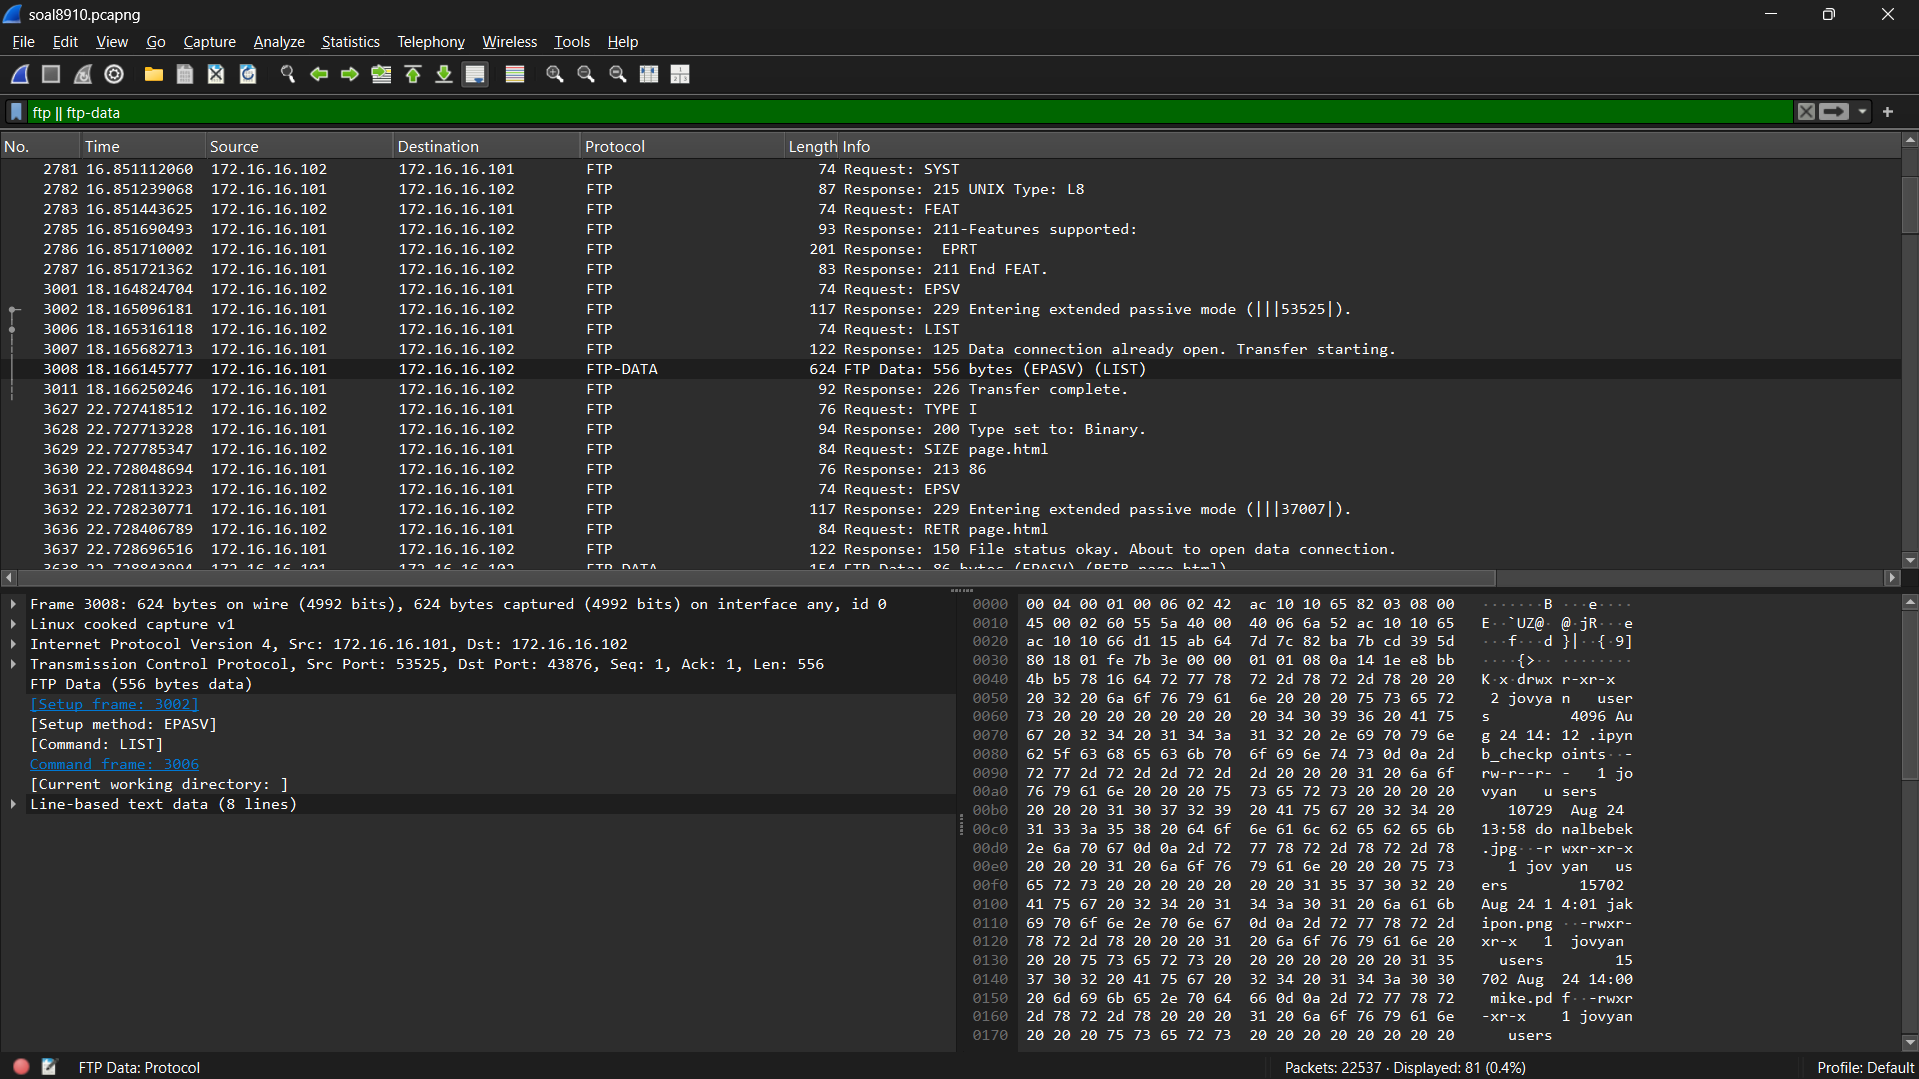 soal8910.pcapng
File Edit View Go Capture Analyze Statistics Telephony Wireless Tools Help
ftp || ftp-data
No. Time Source Destination Protocol Length Info
2781 16.851112060 172.16.16.102 172.16.16.101 FTP 74 Request: SYST
2782 16.851239068 172.16.16.101 172.16.16.102 FTP 87 Response: 215 UNIX Type: L8
2783 16.851443625 172.16.16.102 172.16.16.101 FTP 74 Request: FEAT
2785 16.851690493 172.16.16.101 172.16.16.102 FTP 93 Response: 211-Features supported:
2786 16.851710002 172.16.16.101 172.16.16.102 FTP 201 Response:  EPRT
2787 16.851721362 172.16.16.101 172.16.16.102 FTP 83 Response: 211 End FEAT.
3001 18.164824704 172.16.16.102 172.16.16.101 FTP 74 Request: EPSV
3002 18.165096181 172.16.16.101 172.16.16.102 FTP 117 Response: 229 Entering extended passive mode (|||53525|).
3006 18.165316118 172.16.16.102 172.16.16.101 FTP 74 Request: LIST
3007 18.165682713 172.16.16.101 172.16.16.102 FTP 122 Response: 125 Data connection already open. Transfer starting.
3008 18.166145777 172.16.16.101 172.16.16.102 FTP-DATA 624 FTP Data: 556 bytes (EPASV) (LIST)
3011 18.166250246 172.16.16.101 172.16.16.102 FTP 92 Response: 226 Transfer complete.
3627 22.727418512 172.16.16.102 172.16.16.101 FTP 76 Request: TYPE I
3628 22.727713228 172.16.16.101 172.16.16.102 FTP 94 Response: 200 Type set to: Binary.
3629 22.727785347 172.16.16.102 172.16.16.101 FTP 84 Request: SIZE page.html
3630 22.728048694 172.16.16.101 172.16.16.102 FTP 76 Response: 213 86
3631 22.728113223 172.16.16.102 172.16.16.101 FTP 74 Request: EPSV
3632 22.728230771 172.16.16.101 172.16.16.102 FTP 117 Response: 229 Entering extended passive mode (|||37007|).
3636 22.728406789 172.16.16.102 172.16.16.101 FTP 84 Request: RETR page.html
3637 22.728696516 172.16.16.101 172.16.16.102 FTP 122 Response: 150 File status okay. About to open data connection.
3638 22.728843994 172.16.16.101 172.16.16.102 FTP-DATA 154 FTP Data: 86 bytes (EPASV) (RETR page.html)
Frame 3008: 624 bytes on wire (4992 bits), 624 bytes captured (4992 bits) on interface any, id 0
Linux cooked capture v1
Internet Protocol Version 4, Src: 172.16.16.101, Dst: 172.16.16.102
Transmission Control Protocol, Src Port: 53525, Dst Port: 43876, Seq: 1, Ack: 1, Len: 556
FTP Data (556 bytes data)
[Setup frame: 3002]
[Setup method: EPASV]
[Command: LIST]
Command frame: 3006
[Current working directory: ]
Line-based text data (8 lines)
0000 00 04 00 01 00 06 02 42 ac 10 10 65 82 03 08 00 ·······B ···e····
0010 45 00 02 60 55 5a 40 00 40 06 6a 52 ac 10 10 65 E··`UZ@· @·jR···e
0020 ac 10 10 66 d1 15 ab 64 7d 7c 82 ba 7b cd 39 5d ···f···d }|··{·9]
0030 80 18 01 fe 7b 3e 00 00 01 01 08 0a 14 1e e8 bb ····{>·· ········
0040 4b b5 78 16 64 72 77 78 72 2d 78 72 2d 78 20 20 K·x·drwx r-xr-x
0050 20 32 20 6a 6f 76 79 61 6e 20 20 20 75 73 65 72 2 jovya n   user
0060 73 20 20 20 20 20 20 20 20 34 30 39 36 20 41 75 s 4096 Au
0070 67 20 32 34 20 31 34 3a 31 32 20 2e 69 70 79 6e g 24 14: 12 .ipyn
0080 62 5f 63 68 65 63 6b 70 6f 69 6e 74 73 0d 0a 2d b_checkp oints··-
0090 72 77 2d 72 2d 2d 72 2d 2d 20 20 20 31 20 6a 6f rw-r--r- -   1 jo
00a0 76 79 61 6e 20 20 20 75 73 65 72 73 20 20 20 20 vyan   u sers
00b0 20 20 20 31 30 37 32 39 20 41 75 67 20 32 34 20 10729 Aug 24
00c0 31 33 3a 35 38 20 64 6f 6e 61 6c 62 65 62 65 6b 13:58 do nalbebek
00d0 2e 6a 70 67 0d 0a 2d 72 77 78 72 2d 78 72 2d 78 .jpg··-r wxr-xr-x
00e0 20 20 20 31 20 6a 6f 76 79 61 6e 20 20 20 75 73 1 jov yan   us
00f0 65 72 73 20 20 20 20 20 20 20 31 35 37 30 32 20 ers 15702
0100 41 75 67 20 32 34 20 31 34 3a 30 31 20 6a 61 6b Aug 24 1 4:01 jak
0110 69 70 6f 6e 2e 70 6e 67 0d 0a 2d 72 77 78 72 2d ipon.png ··-rwxr-
0120 78 72 2d 78 20 20 20 31 20 6a 6f 76 79 61 6e 20 xr-x   1 jovyan
0130 20 20 75 73 65 72 73 20 20 20 20 20 20 20 31 35 users 15
0140 37 30 32 20 41 75 67 20 32 34 20 31 34 3a 30 30 702 Aug 24 14:00
0150 20 6d 69 6b 65 2e 70 64 66 0d 0a 2d 72 77 78 72 mike.pd f··-rwxr
0160 2d 78 72 2d 78 20 20 20 31 20 6a 6f 76 79 61 6e -xr-x 1 jovyan
0170 20 20 20 75 73 65 72 73 20 20 20 20 20 20 20 20 users
FTP Data: Protocol
Packets: 22537 · Displayed: 81 (0.4%)
Profile: Default